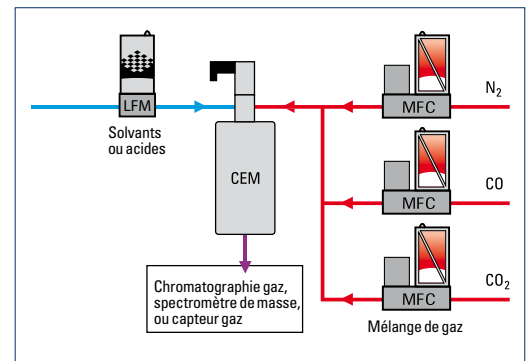 LFM
Solvants
ou acides
CEM
Chromatographie gaz,
spectromètre de masse,
ou capteur gaz
MFC
N₂
MFC
CO
MFC
CO₂
Mélange de gaz